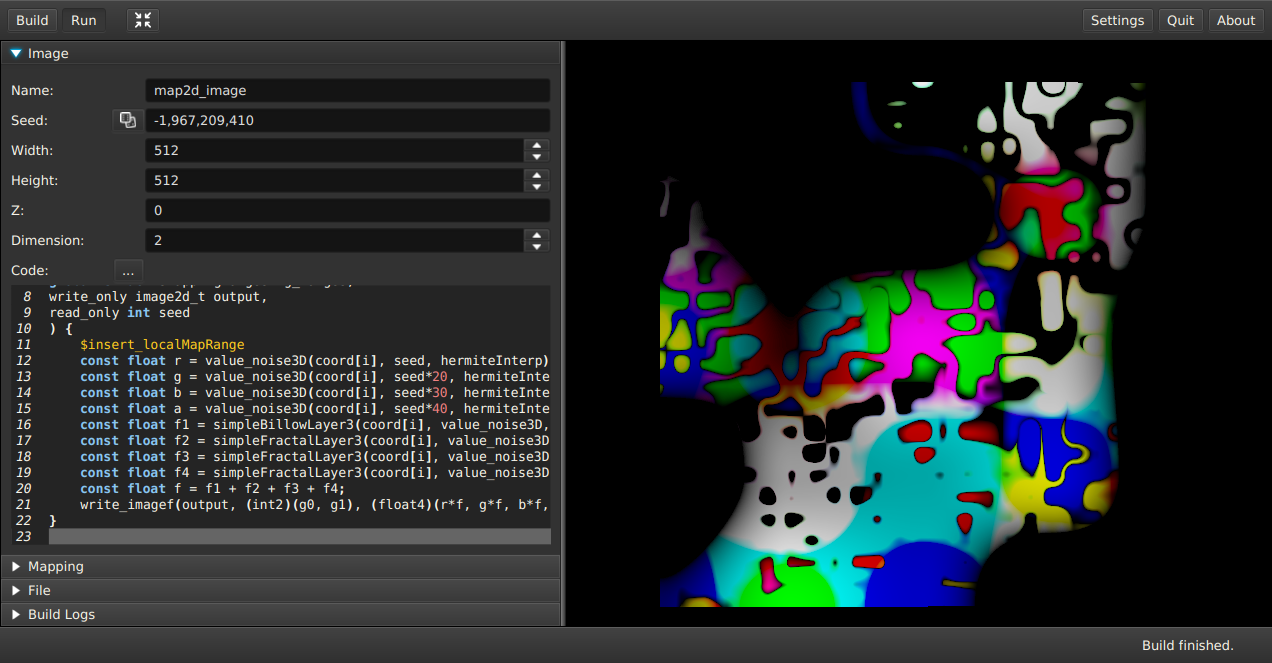 Build Run Settings Quit About
Image
Name: map2d_image
Seed: -1,967,209,410
Width: 512
Height: 512
Z: 0
Dimension: 2
Code: ...
8 write_only image2d_t output,
9 read_only int seed
10 ) {
11 $insert_localMapRange
12 const float r = value_noise3D(coord[i], seed, hermiteInterp)
13 const float g = value_noise3D(coord[i], seed*20, hermiteInte
14 const float b = value_noise3D(coord[i], seed*30, hermiteInte
15 const float a = value_noise3D(coord[i], seed*40, hermiteInte
16 const float f1 = simpleBillowLayer3(coord[i], value_noise3D,
17 const float f2 = simpleFractalLayer3(coord[i], value_noise3D
18 const float f3 = simpleFractalLayer3(coord[i], value_noise3D
19 const float f4 = simpleFractalLayer3(coord[i], value_noise3D
20 const float f = f1 + f2 + f3 + f4;
21 write_imagef(output, (int2)(g0, g1), (float4)(r*f, g*f, b*f,
22 }
23
Mapping
File
Build Logs
Build finished.